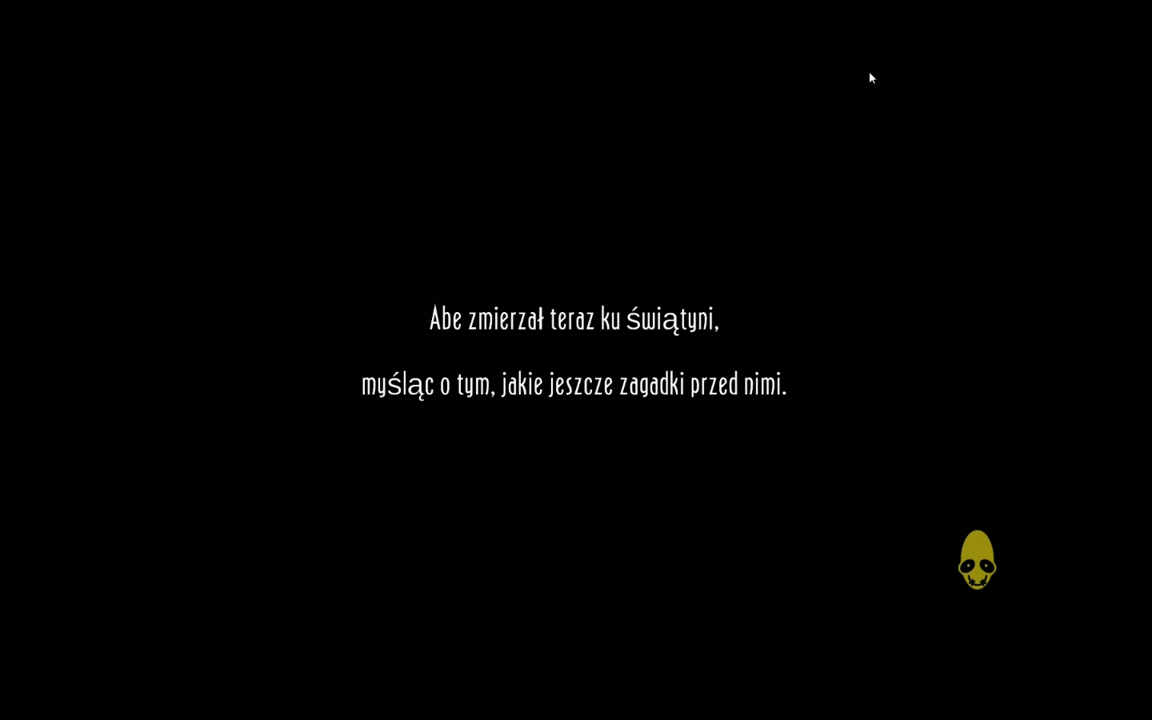 Abe zmierzał teraz ku świątyni,
myśląc o tym, jakie jeszcze zagadki przed nimi.